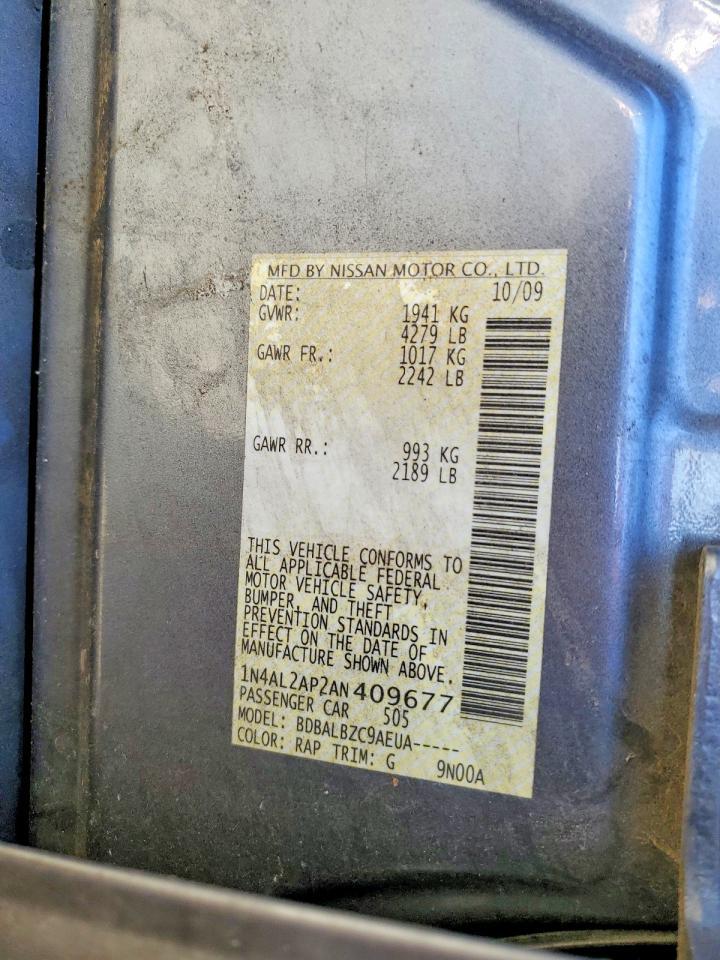 MFD BY NISSAN MOTOR CO., LTD.
DATE: 10/09
GVWR: 1941 KG
4279 LB
GAWR FR.: 1017 KG
2242 LB
GAWR RR.: 993 KG
2189 LB
THIS VEHICLE CONFORMS TO
ALL APPLICABLE FEDERAL
MOTOR VEHICLE SAFETY,
BUMPER, AND THEFT
PREVENTION STANDARDS IN
EFFECT ON THE DATE OF
MANUFACTURE SHOWN ABOVE.
1N4AL2AP2AN409677
PASSENGER CAR 505
MODEL: BDBALBZC9AEUA-----
COLOR: RAP TRIM: G 9N00A